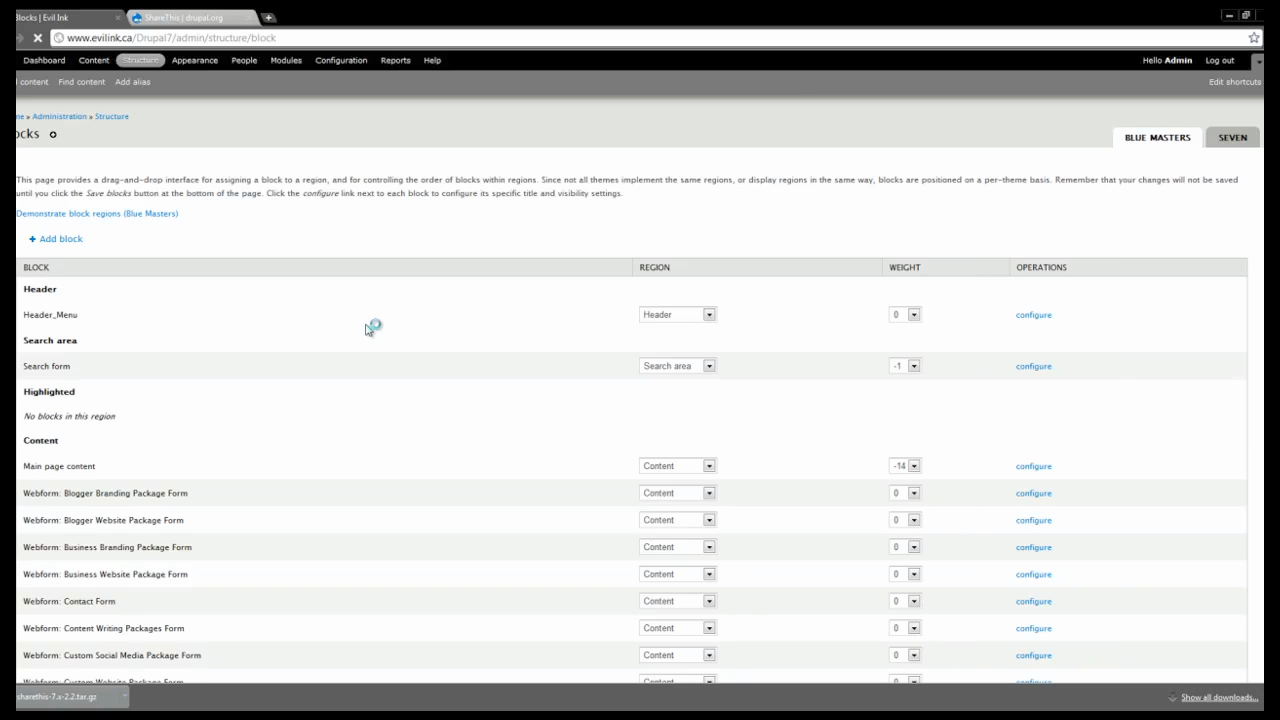 Blocks | Evil Ink
ShareThis | drupal.org
www.evilink.ca/Drupal7/admin/structure/block
Dashboard Content Structure Appearance People Modules Configuration Reports Help Hello Admin Log out
content Find content Add alias Edit shortcuts
me » Administration » Structure
ocks
BLUE MASTERS SEVEN
This page provides a drag-and-drop interface for assigning a block to a region, and for controlling the order of blocks within regions. Since not all themes implement the same regions, or display regions in the same way, blocks are positioned on a per-theme basis. Remember that your changes will not be saved
until you click the Save blocks button at the bottom of the page. Click the configure link next to each block to configure its specific title and visibility settings.
Demonstrate block regions (Blue Masters)
+ Add block
BLOCK REGION WEIGHT OPERATIONS
Header
Header_Menu Header 0 configure
Search area
Search form Search area -1 configure
Highlighted
No blocks in this region
Content
Main page content Content -14 configure
Webform: Blogger Branding Package Form Content 0 configure
Webform: Blogger Website Package Form Content 0 configure
Webform: Business Branding Package Form Content 0 configure
Webform: Business Website Package Form Content 0 configure
Webform: Contact Form Content 0 configure
Webform: Content Writing Packages Form Content 0 configure
Webform: Custom Social Media Package Form Content 0 configure
Webform: Custom Website Package Form Content 0 configure
sharethis-7.x-2.2.tar.gz Show all downloads...